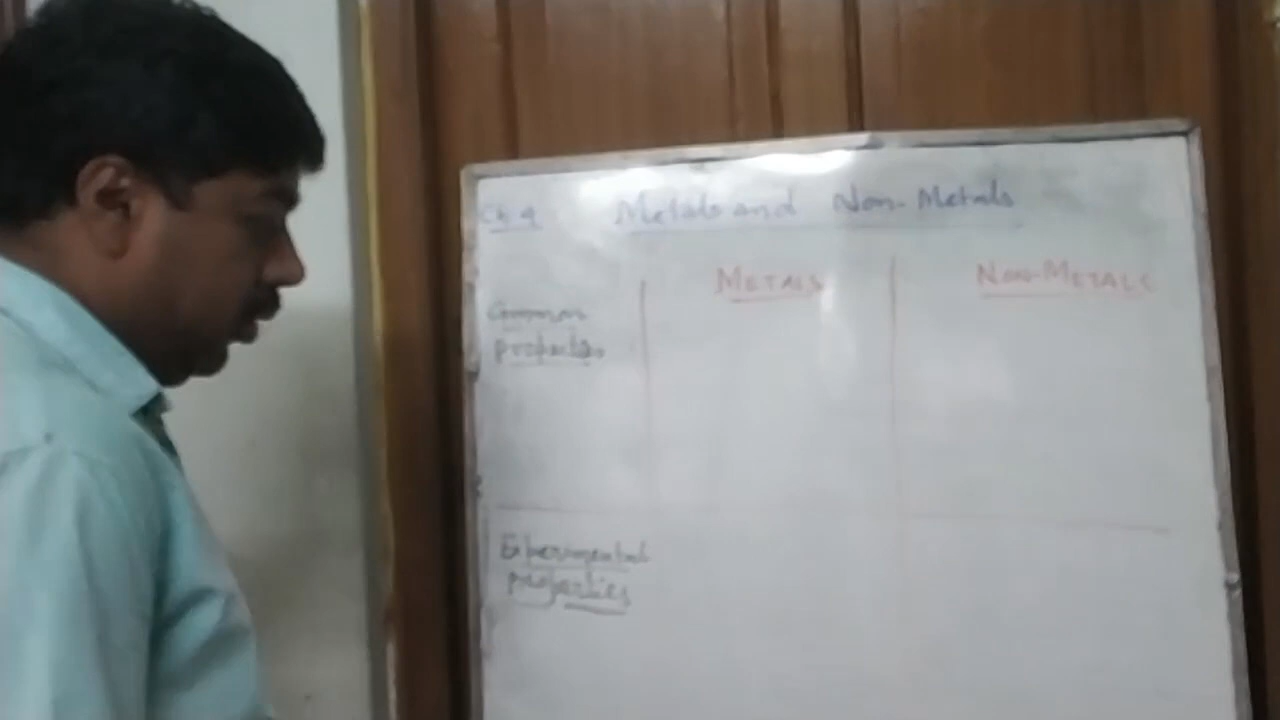 Ch 4 Metals and Non-Metals
METALS NON-METALS
Common
properties
Experimental
properties